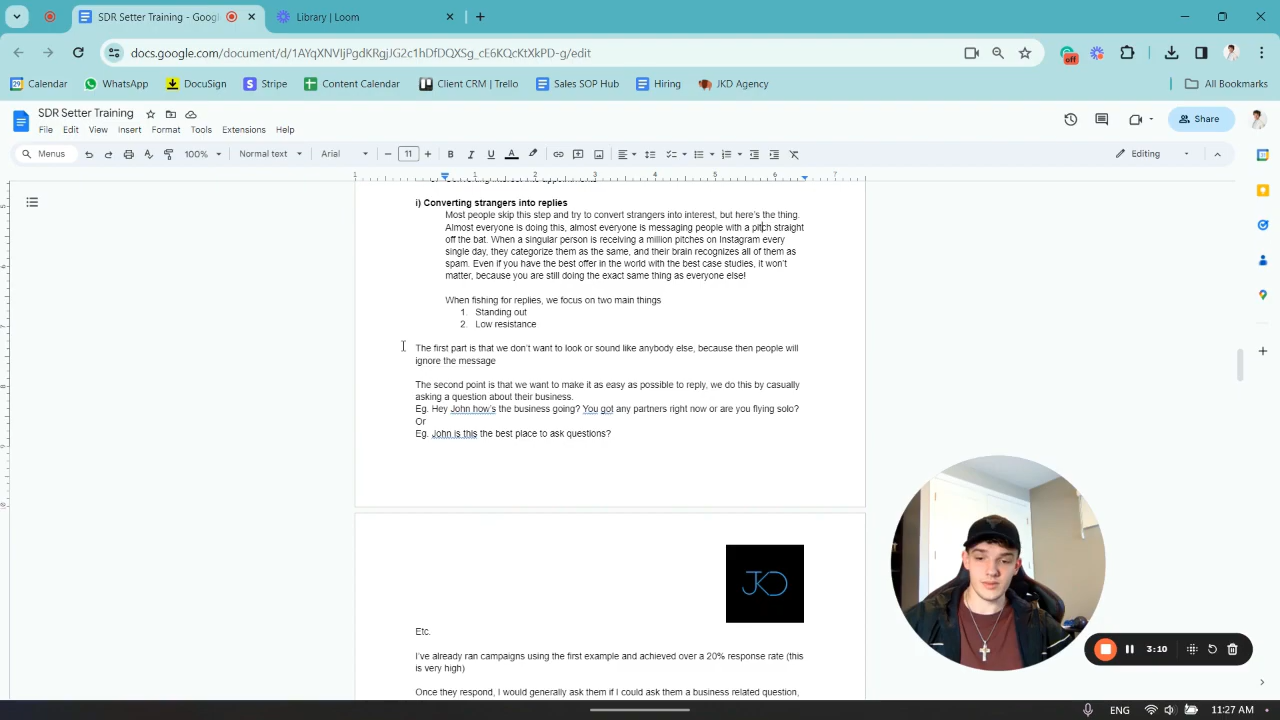 SDR Setter Training - Googl
Library | Loom
docs.google.com/document/d/1AYqXNVIjPgdKRgjJG2c1hDfDQXSg_cE6KQcKtXkPD-g/edit
off
Calendar
WhatsApp
DocuSign
Stripe
Content Calendar
Client CRM | Trello
Sales SOP Hub
Hiring
JKD Agency
All Bookmarks
SDR Setter Training
File Edit View Insert Format Tools Extensions Help
Share
Menus
100%
Normal text
Arial
11
Editing
1 1 2 3 4 5 6 7
i) Converting strangers into replies
Most people skip this step and try to convert strangers into interest, but here's the thing.
Almost everyone is doing this, almost everyone is messaging people with a pitch straight
off the bat. When a singular person is receiving a million pitches on Instagram every
single day, they categorize them as the same, and their brain recognizes all of them as
spam. Even if you have the best offer in the world with the best case studies, it won't
matter, because you are still doing the exact same thing as everyone else!
When fishing for replies, we focus on two main things
1. Standing out
2. Low resistance
The first part is that we don't want to look or sound like anybody else, because then people will
ignore the message
The second point is that we want to make it as easy as possible to reply, we do this by casually
asking a question about their business.
Eg. Hey John how's the business going? You got any partners right now or are you flying solo?
Or
Eg. John is this the best place to ask questions?
JKD
Etc.
I've already ran campaigns using the first example and achieved over a 20% response rate (this
is very high)
Once they respond, I would generally ask them if I could ask them a business related question,
3:10
ENG
11:27 AM